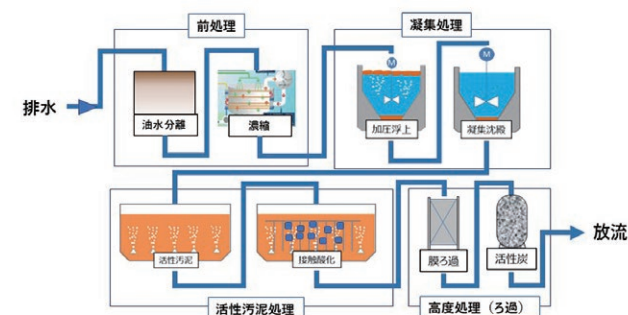 前処理
凝集処理
排水
油水分離
濃縮
M
加圧浮上
M
凝集沈殿
活性汚泥
接触酸化
膜ろ過
活性炭
放流
活性汚泥処理
高度処理（ろ過）